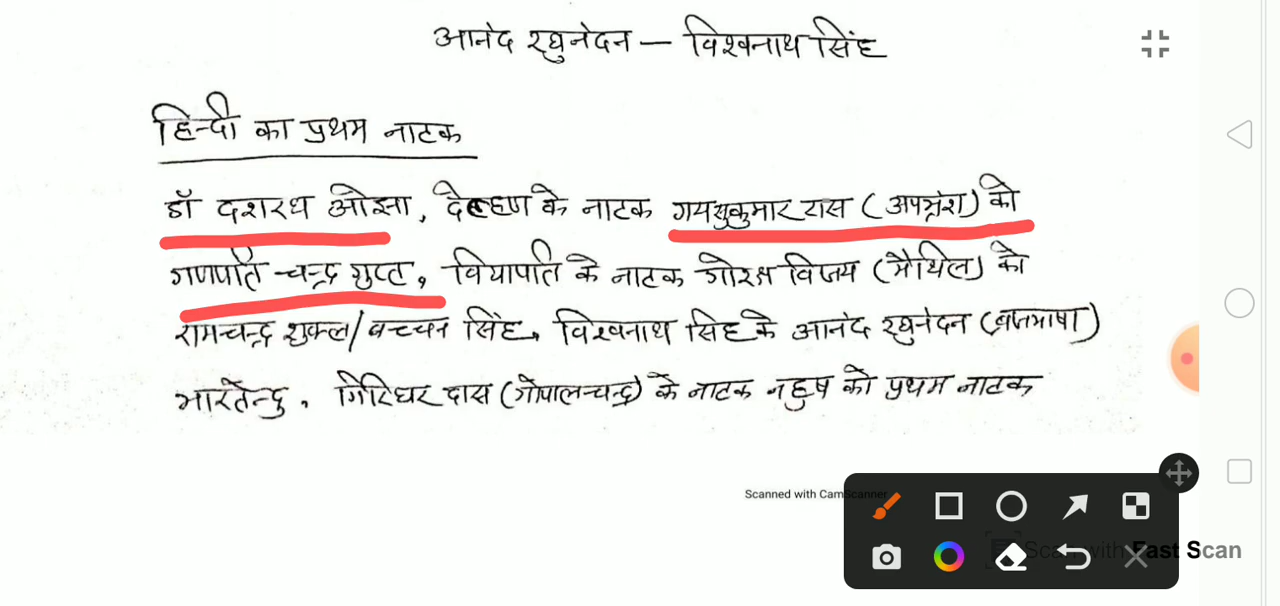 आनंद रघुनंदन — विश्वनाथ सिंह
हिन्दी का प्रथम नाटक
डॉ दशरथ ओझा, देल्हण के नाटक गयसुकुमार रास (अपभ्रंश) को
गणपति चन्द्र गुप्त, विद्यापति के नाटक गोरक्ष विजय (मैथिल) को
रामचन्द्र शुक्ल/बच्चन सिंह, विश्वनाथ सिंह के आनंद रघुनंदन (ब्रजभाषा)
भारतेन्दु, गिरिधर दास (गोपालचन्द्र) के नाटक नहुष को प्रथम नाटक
Scanned with CamScanner
Scan with Fast Scan